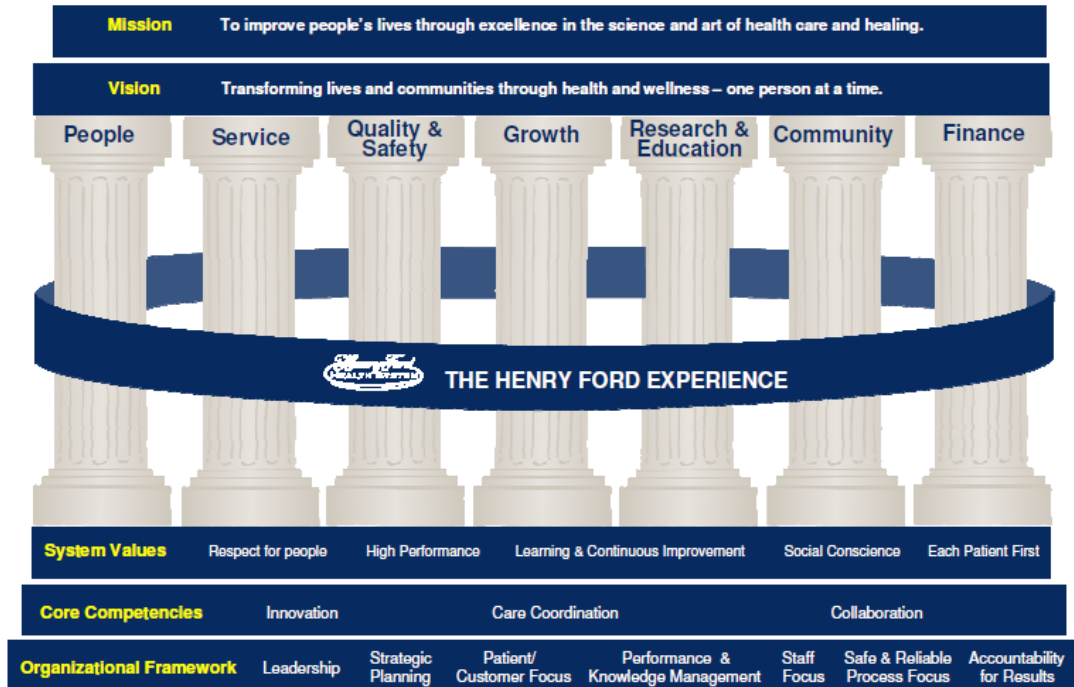 Mission To improve people's lives through excellence in the science and art of health care and healing.
Vision Transforming lives and communities through health and wellness – one person at a time.
People
Service
Quality &
Safety
Growth
Research &
Education
Community
Finance
Henry Ford
HEALTH SYSTEM
THE HENRY FORD EXPERIENCE
System Values Respect for people High Performance Learning & Continuous Improvement Social Conscience Each Patient First
Core Competencies Innovation Care Coordination Collaboration
Organizational Framework
Leadership
Strategic
Planning
Patient/
Customer Focus
Performance &
Knowledge Management
Staff
Focus
Safe & Reliable
Process Focus
Accountability
for Results